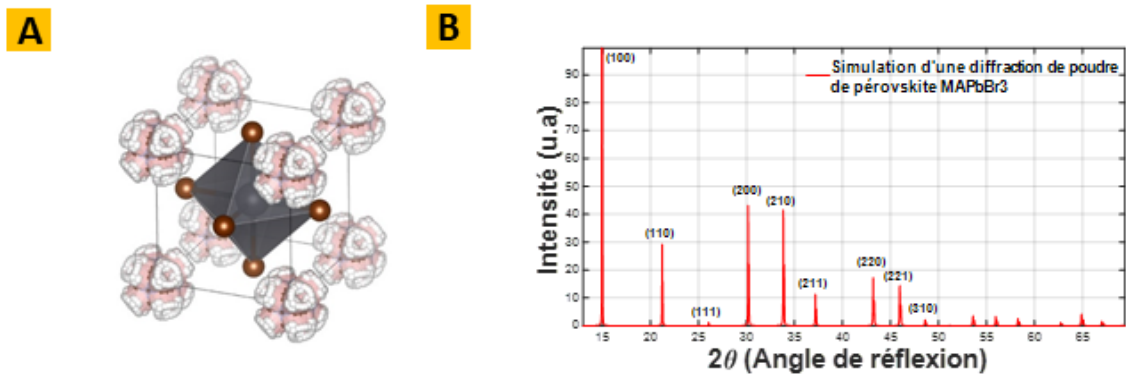 A
B
Simulation d'une diffraction de poudre
de pérovskite MAPbBr3
Intensité (u.a)
90
80
70
60
50
40
30
20
10
0
(100)
(110)
(111)
(200)
(210)
(211)
(220)
(221)
(310)
15 20 25 30 35 40 45 50 55 60 65
2θ (Angle de réflexion)